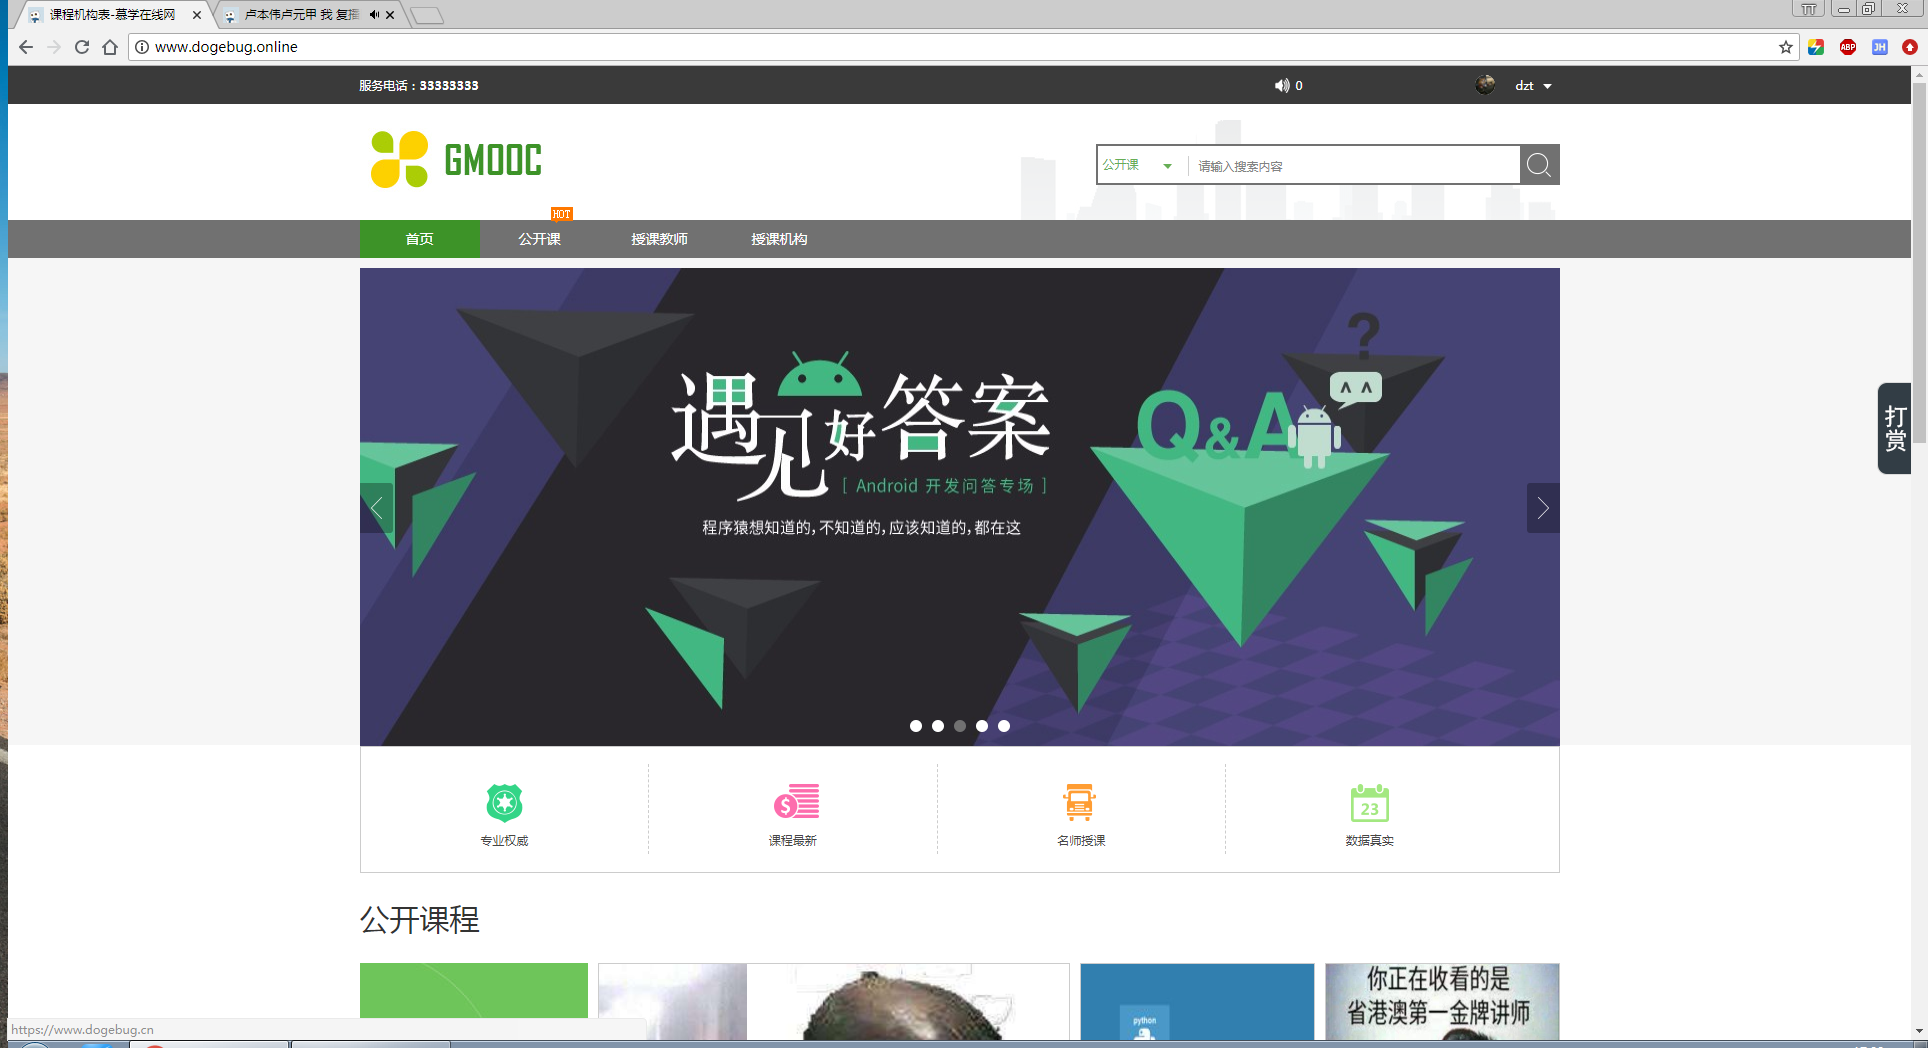 课程机构表-慕学在线网
卢本伟卢元甲 我 复播
www.dogebug.online
ABP
JH
服务电话：33333333
0
dzt
GMOOC
公开课
请输入搜索内容
HOT
首页
公开课
授课教师
授课机构
?
遇见好答案
Q&A
[ Android 开发问答专场 ]
程序猿想知道的，不知道的，应该知道的，都在这
打赏
$
23
专业权威
课程最新
名师授课
数据真实
公开课程
python
你正在收看的是
省港澳第一金牌讲师
https://www.dogebug.cn